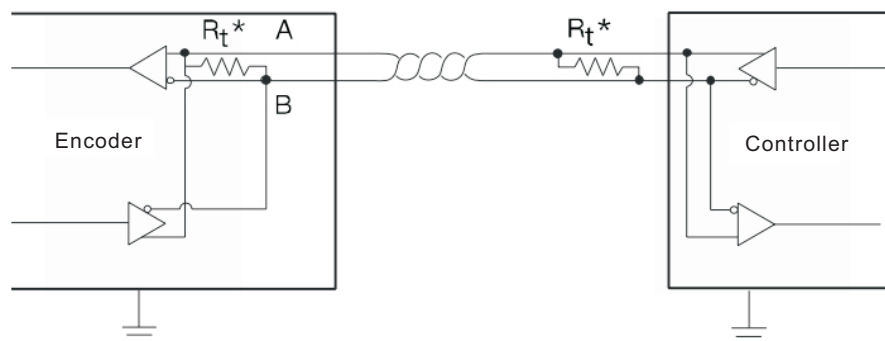 Rt* A
Rt*
B
Encoder
Controller